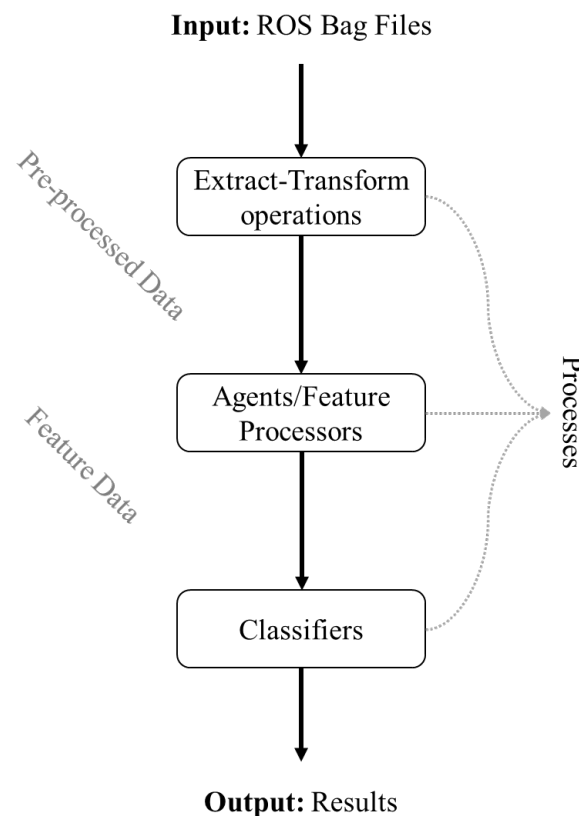 Input: ROS Bag Files
Extract-Transform
operations
Pre-processed Data
Agents/Feature
Processors
Processes
Feature Data
Classifiers
Output: Results